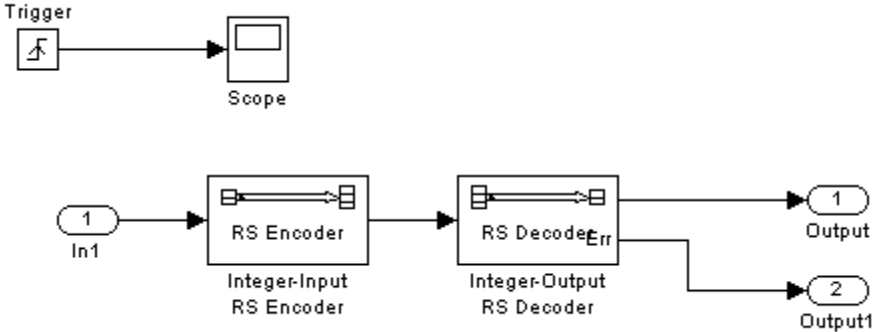 Trigger
Scope
1
In1
RS Encoder
Integer-Input
RS Encoder
RS Decoder
Err
Integer-Output
RS Decoder
1
Output
2
Output1